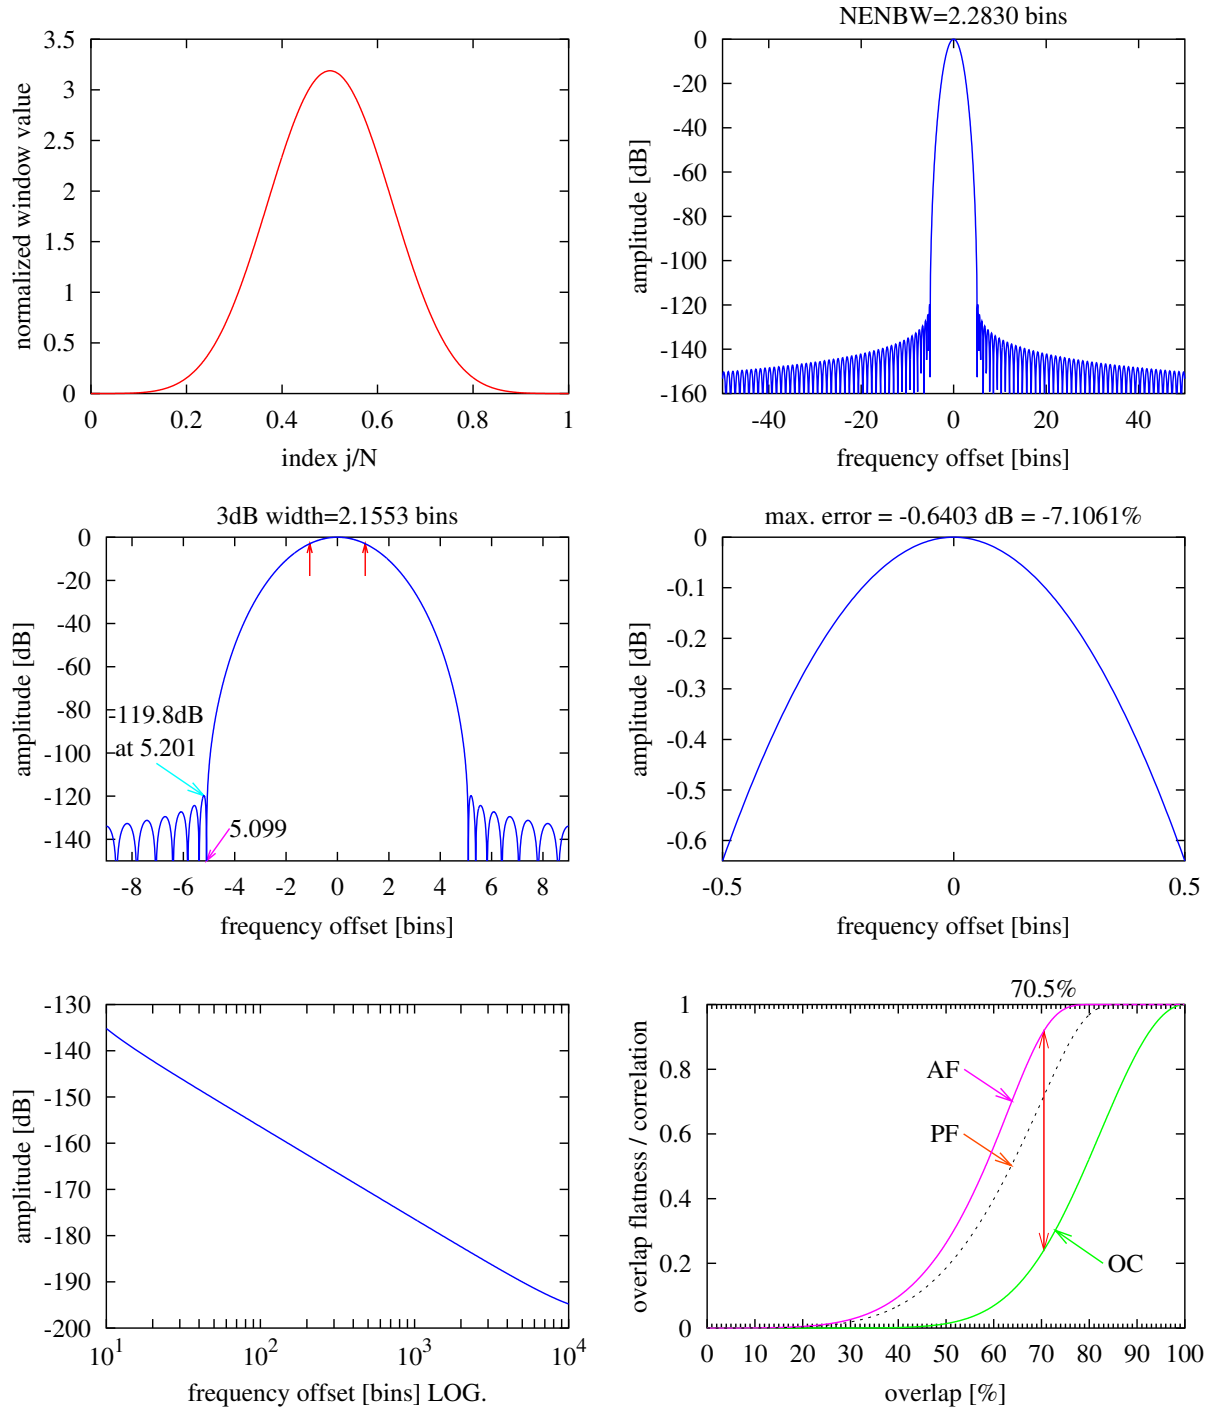 normalized window value
3.5
3
2.5
2
1.5
1
0.5
0
0 0.2 0.4 0.6 0.8 1
index j/N
NENBW=2.2830 bins
amplitude [dB]
0
-20
-40
-60
-80
-100
-120
-140
-160
-40 -20 0 20 40
frequency offset [bins]
3dB width=2.1553 bins
amplitude [dB]
0
-20
-40
-60
-80
-100
-120
-140
-119.8dB
at 5.201
5.099
-8 -6 -4 -2 0 2 4 6 8
frequency offset [bins]
max. error = -0.6403 dB = -7.1061%
amplitude [dB]
0
-0.1
-0.2
-0.3
-0.4
-0.5
-0.6
-0.5 0 0.5
frequency offset [bins]
amplitude [dB]
-130
-140
-150
-160
-170
-180
-190
-200
10^1 10^2 10^3 10^4
frequency offset [bins] LOG.
70.5%
overlap flatness / correlation
1
0.8
0.6
0.4
0.2
0
AF
PF
OC
0 10 20 30 40 50 60 70 80 90 100
overlap [%]